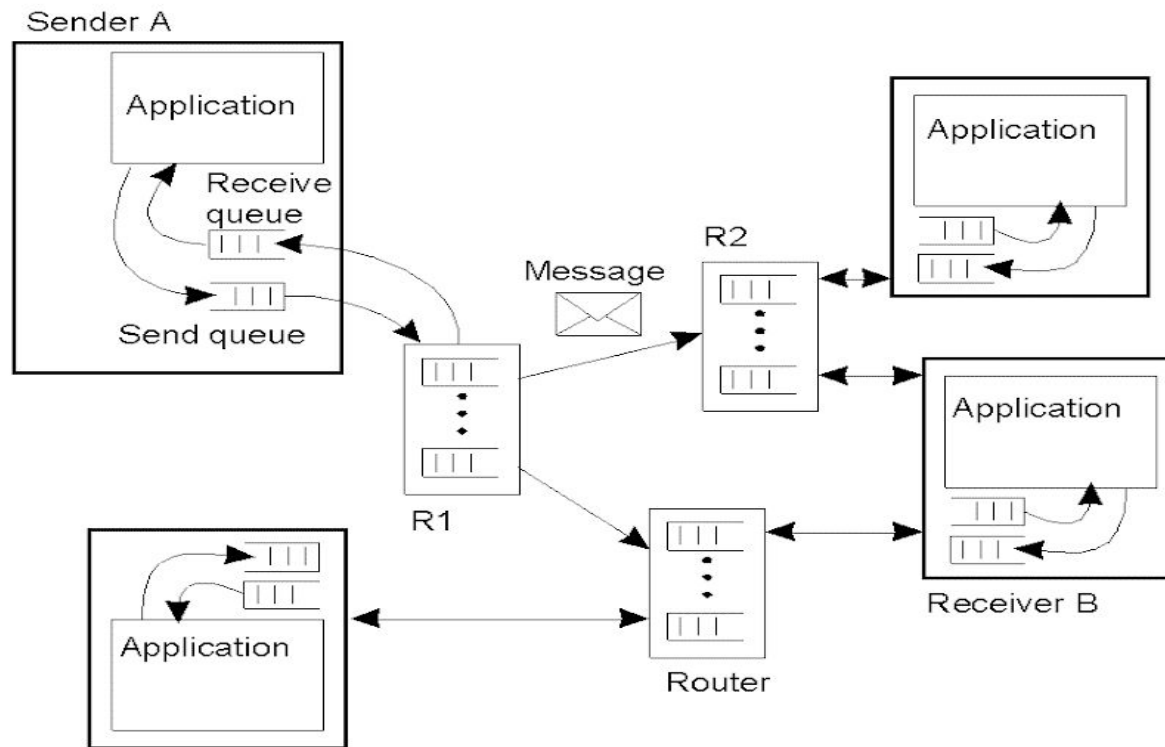 Sender A
Application
Receive
queue
Send queue
R1
Message
R2
Application
Application
Receiver B
Router
Application